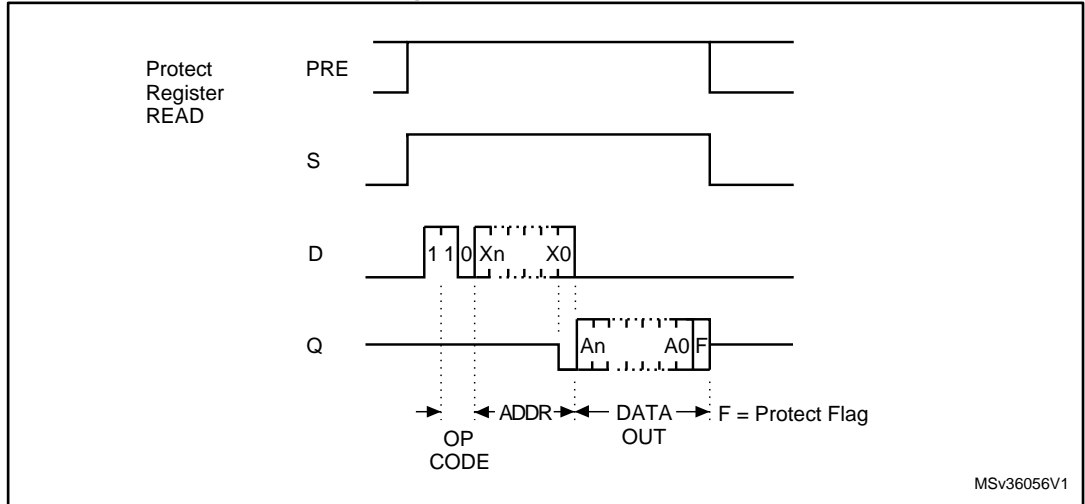 Protect
Register
READ
PRE
S
D
1 1 0 Xn X0
Q
An A0 F
ADDR
DATA
OUT
F = Protect Flag
OP
CODE
MSv36056V1